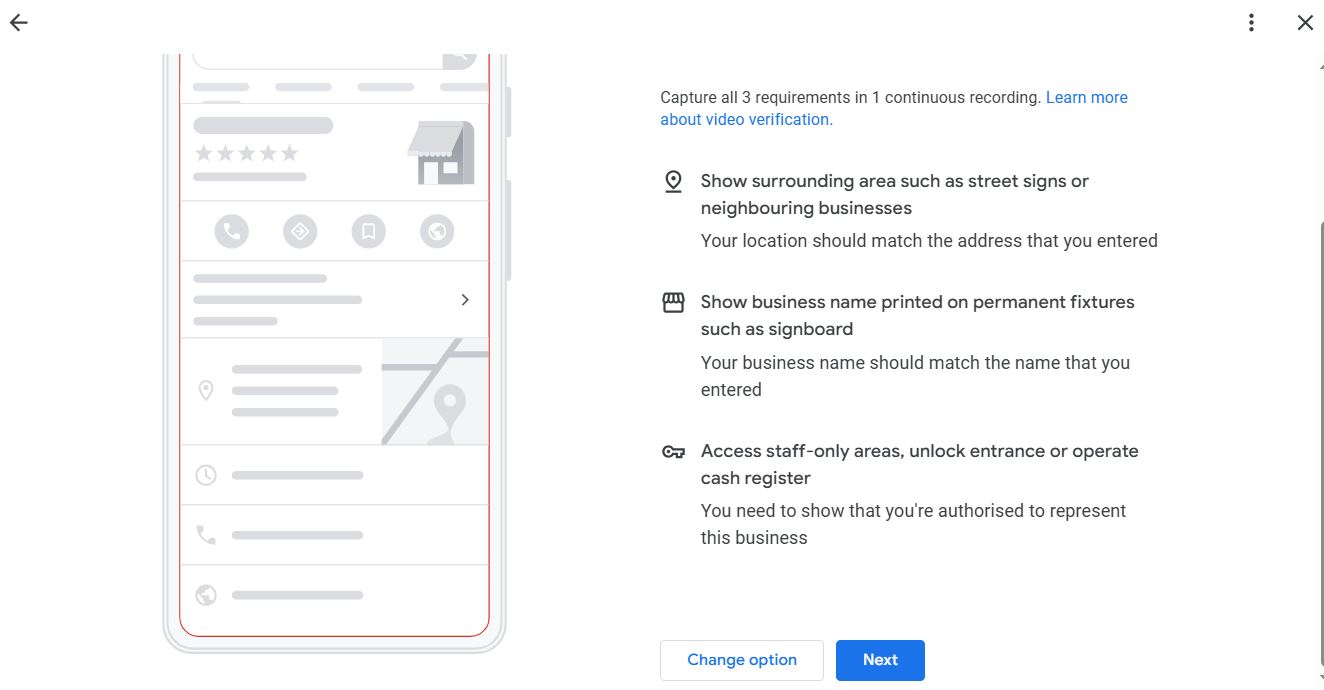 Capture all 3 requirements in 1 continuous recording. Learn more
about video verification.
Show surrounding area such as street signs or
neighbouring businesses
Your location should match the address that you entered
Show business name printed on permanent fixtures
such as signboard
Your business name should match the name that you
entered
Access staff-only areas, unlock entrance or operate
cash register
You need to show that you're authorised to represent
this business
Change option
Next